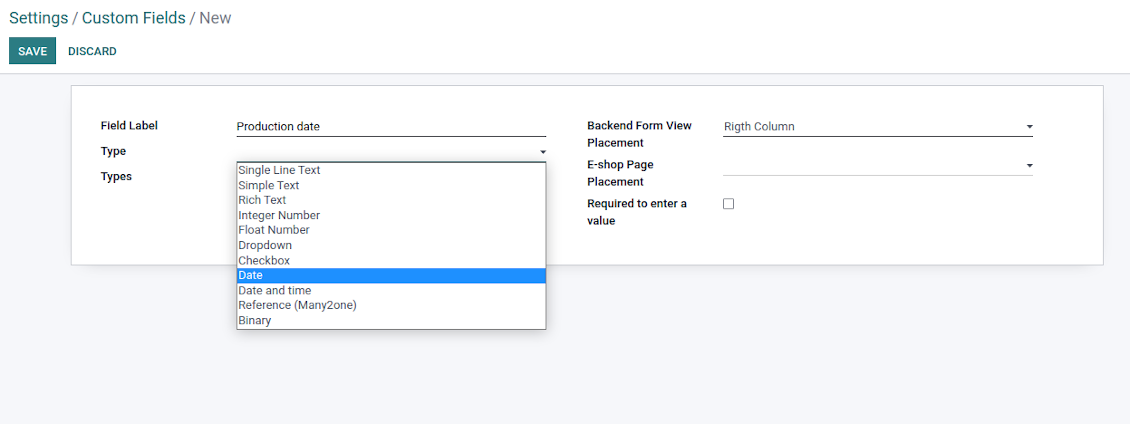 Settings / Custom Fields / New
SAVE DISCARD
Field Label Production date
Type
Types
Single Line Text
Simple Text
Rich Text
Integer Number
Float Number
Dropdown
Checkbox
Date
Date and time
Reference (Many2one)
Binary
Backend Form View Rigth Column
Placement
E-shop Page
Placement
Required to enter a
value